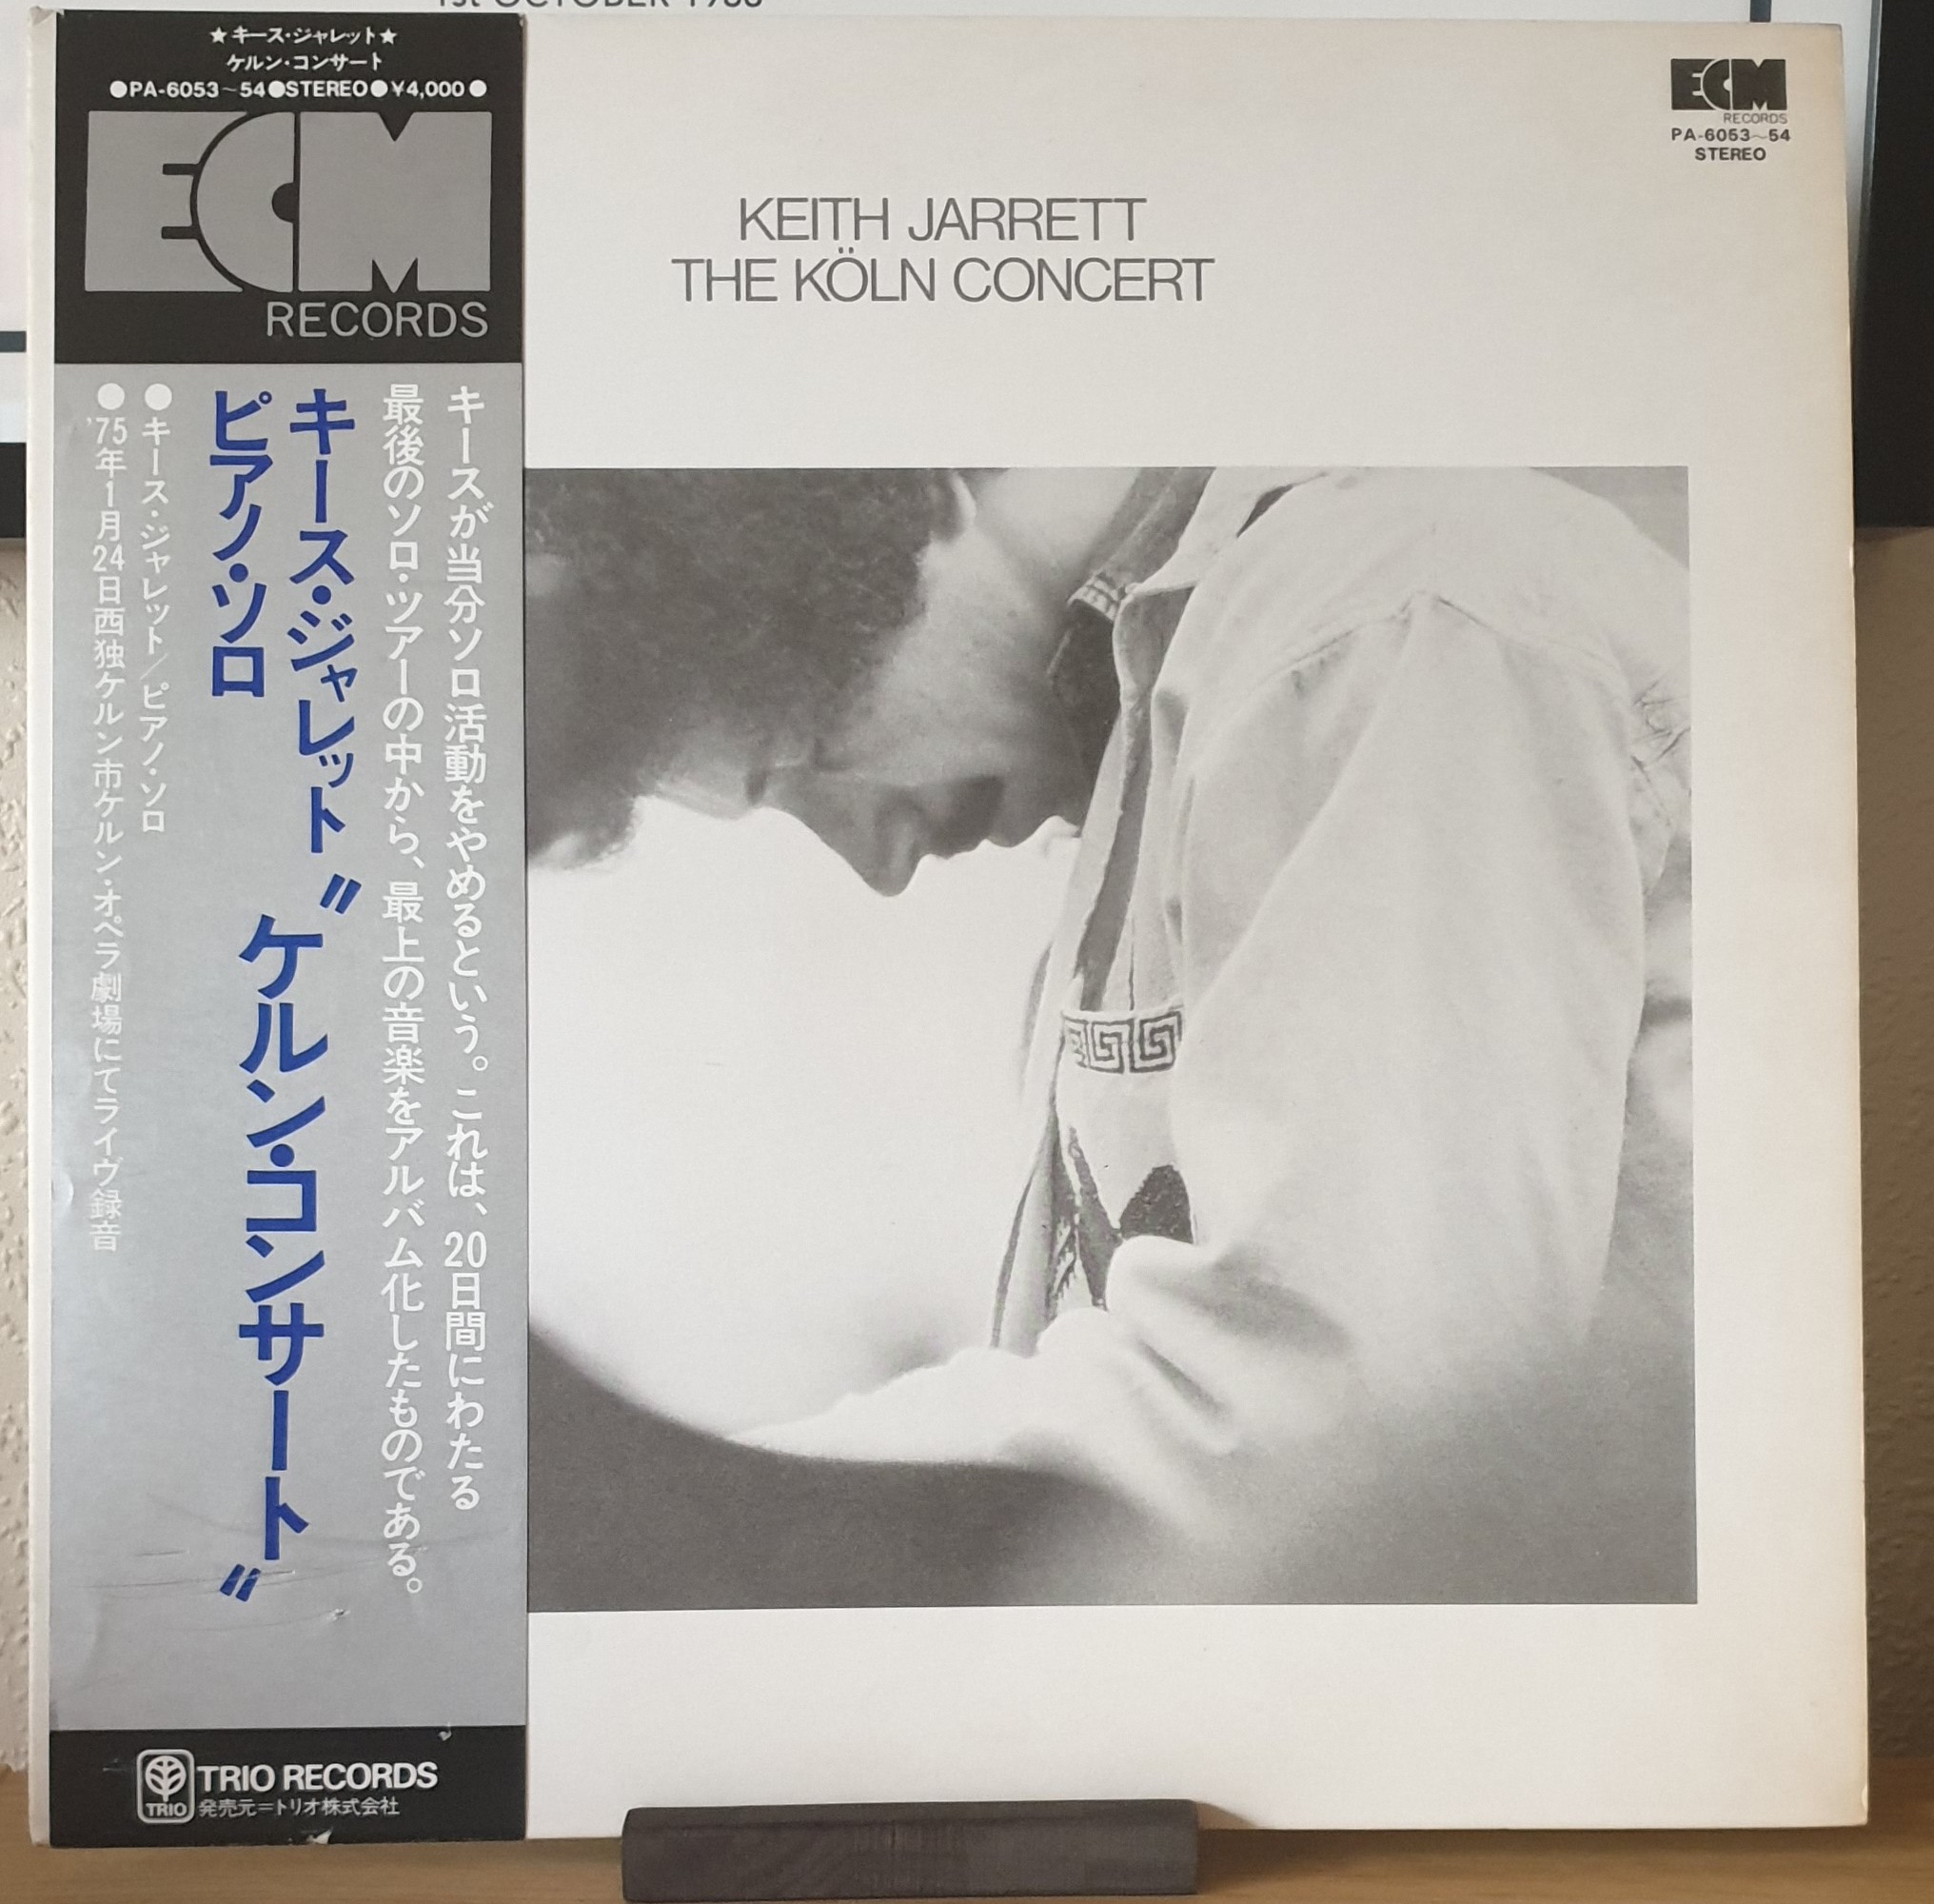 1st OCTOBER 1988
★キース・ジャレット★
ケルン・コンサート
●PA-6053~54●STEREO●¥4,000●
ECM
RECORDS
キースが当分ソロ活動をやめるという。これは、20日間にわたる
最後のソロ・ツアーの中から、最上の音楽をアルバム化したものである。
キース・ジャレット〝ケルン・コンサート〟
ピアノ・ソロ
●キース・ジャレット/ピアノ・ソロ
●'75年1月24日西独ケルン市ケルン・オペラ劇場にてライヴ録音
TRIO
TRIO RECORDS
発売元=トリオ株式会社
ECM
RECORDS
PA-6053~54
STEREO
KEITH JARRETT
THE KÖLN CONCERT